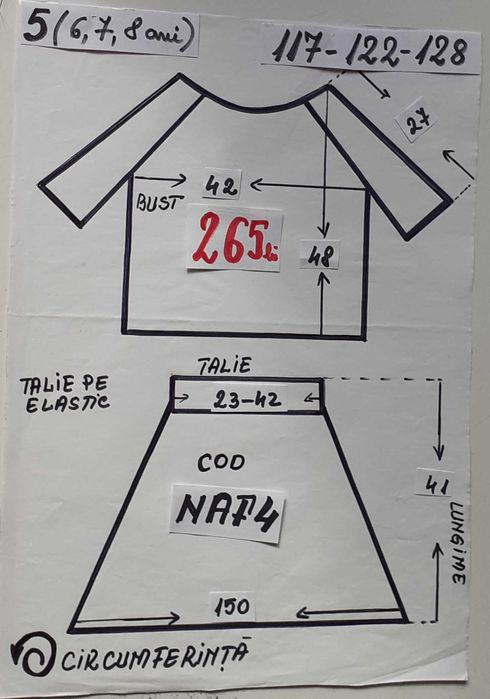 5 (6, 7, 8 ani)
117-122-128
27
42
BUST
265 lei
48
TALIE
TALIE PE
ELASTIC
23-42
COD
NAF4
41
LUNGIME
150
CIRCUMFERINȚĂ